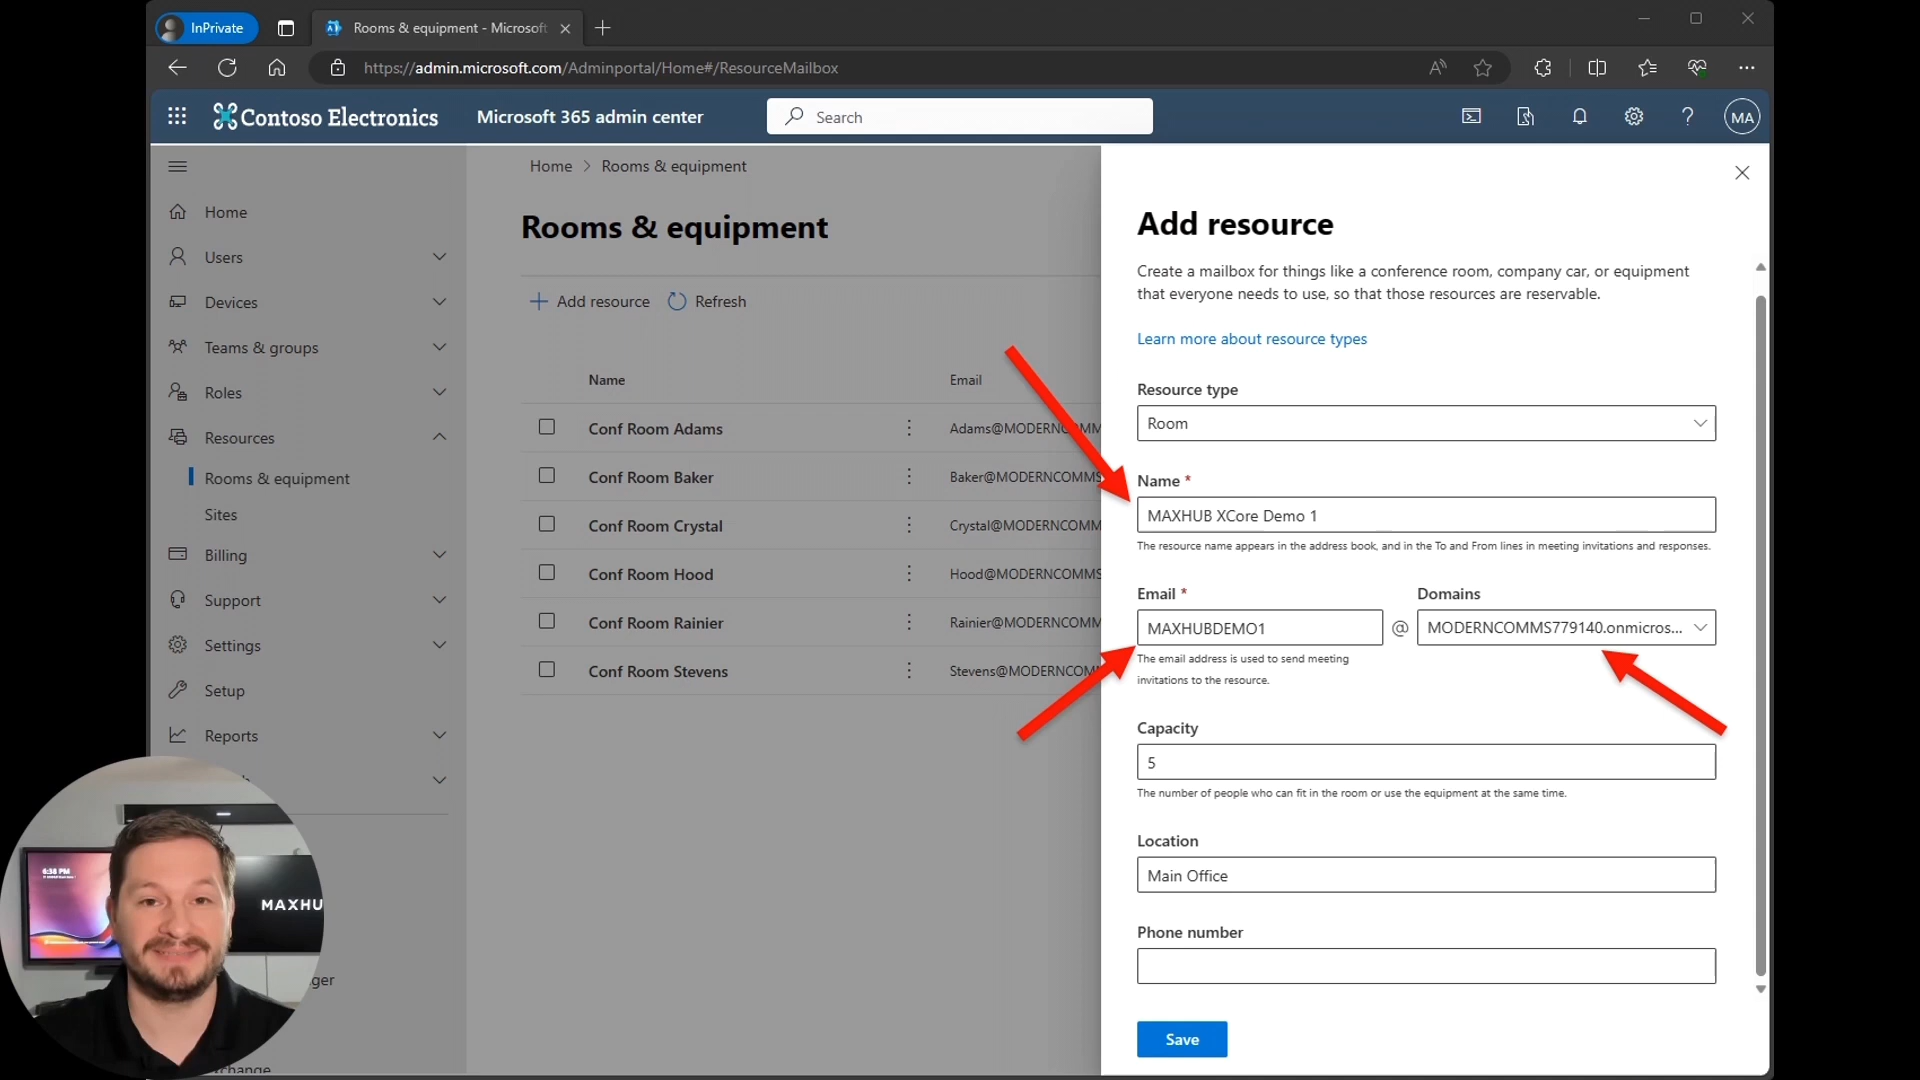 InPrivate
Rooms & equipment - Microsoft
https://admin.microsoft.com/Adminportal/Home#/ResourceMailbox
Contoso Electronics
Microsoft 365 admin center
Search
MA
Home
Users
Devices
Teams & groups
Roles
Resources
Rooms & equipment
Sites
Billing
Support
Settings
Setup
Reports
Home > Rooms & equipment
Rooms & equipment
Add resource
Refresh
Name Email
Conf Room Adams Adams@MODERNCOMM
Conf Room Baker Baker@MODERNCOMMS
Conf Room Crystal Crystal@MODERNCOMM
Conf Room Hood Hood@MODERNCOMMS
Conf Room Rainier Rainier@MODERNCOMM
Conf Room Stevens Stevens@MODERNCOMM
Add resource
Create a mailbox for things like a conference room, company car, or equipment
that everyone needs to use, so that those resources are reservable.
Learn more about resource types
Resource type
Room
Name *
MAXHUB XCore Demo 1
The resource name appears in the address book, and in the To and From lines in meeting invitations and responses.
Email * Domains
MAXHUBDEMO1 @ MODERNCOMMS779140.onmicros...
The email address is used to send meeting
invitations to the resource.
Capacity
5
The number of people who can fit in the room or use the equipment at the same time.
Location
Main Office
Phone number
Save
6:38 PM
MAXHU
ger
xchange